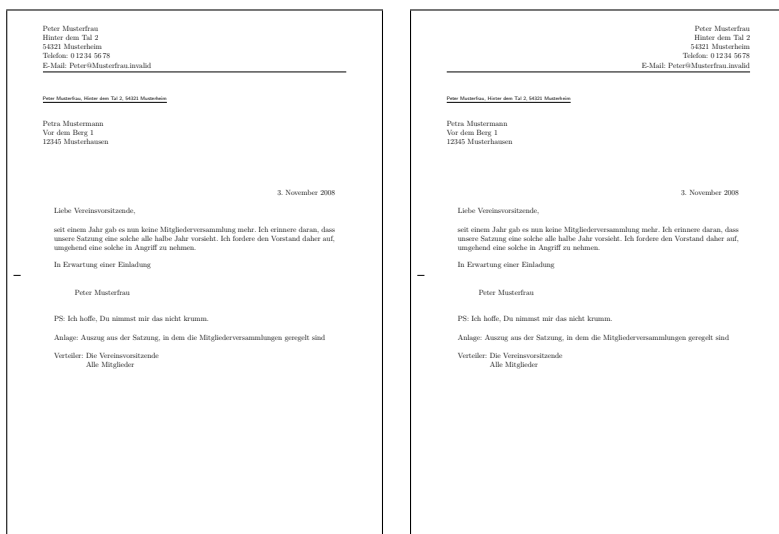 Peter Musterfrau
Hinter dem Tal 2
54321 Musterheim
Telefon: 0 1234 56 78
E-Mail: Peter@Musterfrau.invalid
Peter Musterfrau, Hinter dem Tal 2, 54321 Musterheim
Petra Mustermann
Vor dem Berg 1
12345 Musterhausen
3. November 2008
Liebe Vereinsvorsitzende,
seit einem Jahr gab es nun keine Mitgliederversammlung mehr. Ich erinnere daran, dass
unsere Satzung eine solche alle halbe Jahr vorsieht. Ich fordere den Vorstand daher auf,
umgehend eine solche in Angriff zu nehmen.
In Erwartung einer Einladung
Peter Musterfrau
PS: Ich hoffe, Du nimmst mir das nicht krumm.
Anlage: Auszug aus der Satzung, in dem die Mitgliederversammlungen geregelt sind
Verteiler: Die Vereinsvorsitzende
Alle Mitglieder
Peter Musterfrau
Hinter dem Tal 2
54321 Musterheim
Telefon: 0 1234 56 78
E-Mail: Peter@Musterfrau.invalid
Peter Musterfrau, Hinter dem Tal 2, 54321 Musterheim
Petra Mustermann
Vor dem Berg 1
12345 Musterhausen
3. November 2008
Liebe Vereinsvorsitzende,
seit einem Jahr gab es nun keine Mitgliederversammlung mehr. Ich erinnere daran, dass
unsere Satzung eine solche alle halbe Jahr vorsieht. Ich fordere den Vorstand daher auf,
umgehend eine solche in Angriff zu nehmen.
In Erwartung einer Einladung
Peter Musterfrau
PS: Ich hoffe, Du nimmst mir das nicht krumm.
Anlage: Auszug aus der Satzung, in dem die Mitgliederversammlungen geregelt sind
Verteiler: Die Vereinsvorsitzende
Alle Mitglieder